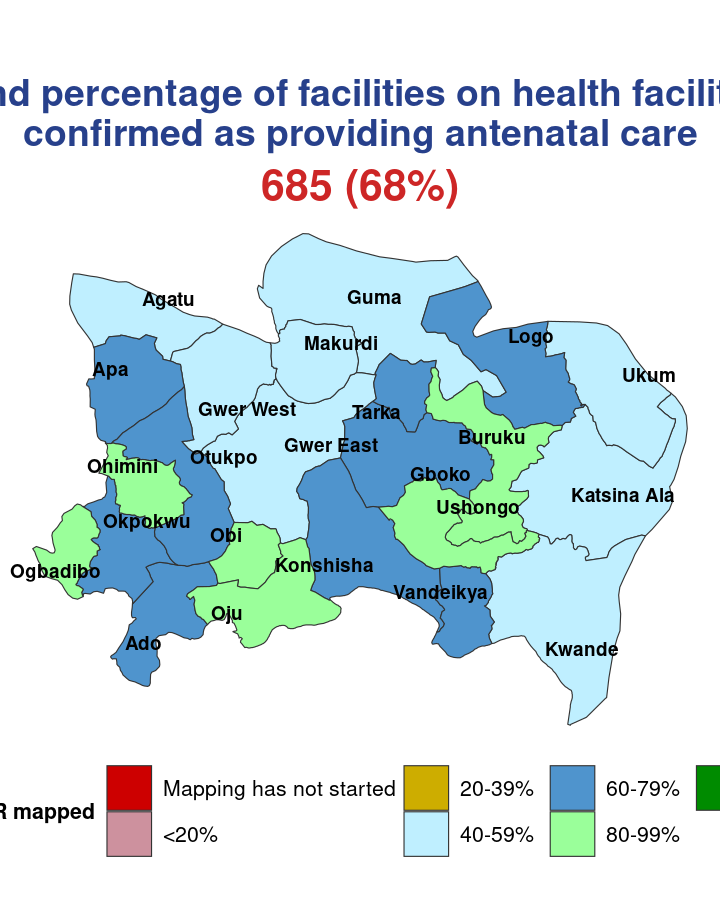 nd percentage of facilities on health facilit
confirmed as providing antenatal care
685 (68%)
Agatu
Guma
Makurdi
Logo
Apa
Ukum
Gwer West
Tarka
Gwer East
Buruku
Otukpo
Ohimini
Gboko
Katsina Ala
Ushongo
Okpokwu
Obi
Ogbadibo
Konshisha
Vandeikya
Oju
Ado
Kwande
R mapped
Mapping has not started
20-39%
60-79%
<20%
40-59%
80-99%